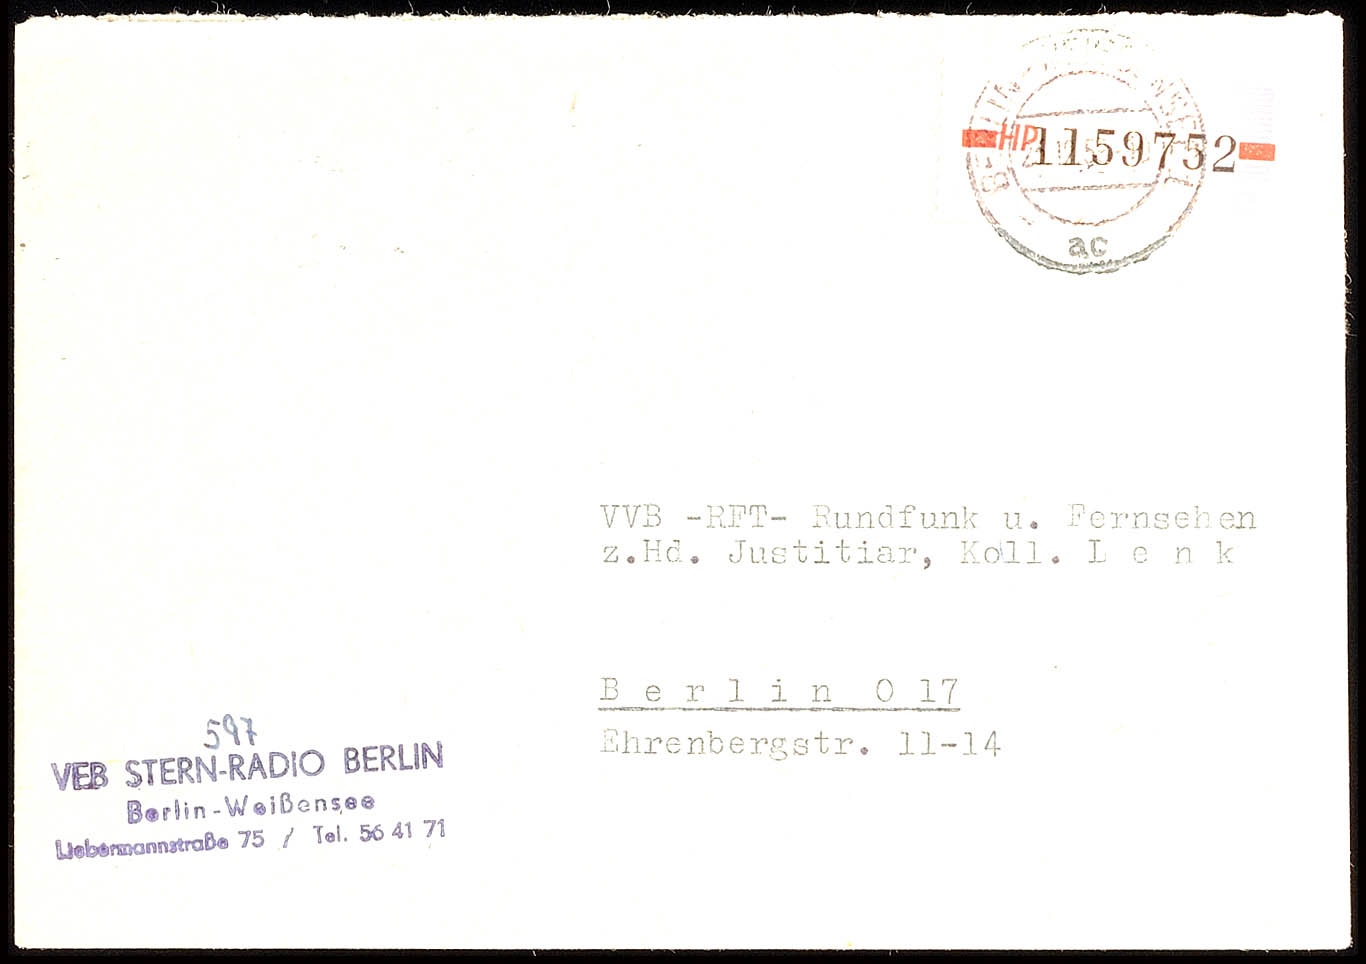 HP 1159752
ac
VVB -RFT- Rundfunk u. Fernsehen
z.Hd. Justitiar, Koll. L e n k
B e r l i n O 17
Ehrenbergstr. 11-14
597
VEB STERN-RADIO BERLIN
Berlin-Weißensee
Liebermannstraße 75 / Tel. 56 41 71